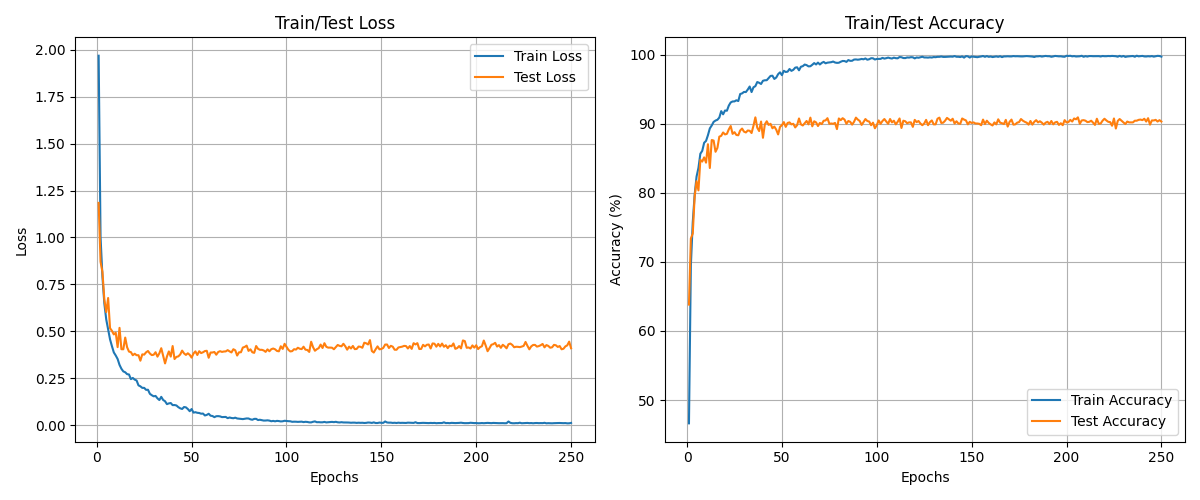 Train/Test Loss
2.00
1.75
1.50
1.25
1.00
0.75
0.50
0.25
0.00
Loss
0
50
100
150
200
250
Epochs
Train Loss
Test Loss
Train/Test Accuracy
100
90
80
70
60
50
Accuracy (%)
0
50
100
150
200
250
Epochs
Train Accuracy
Test Accuracy